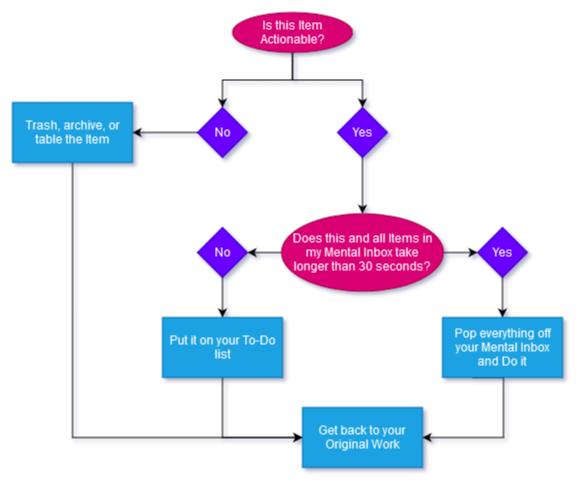 Is this Item
Actionable?
Trash, archive, or
table the Item
No
Yes
No
Does this and all Items in
my Mental Inbox take
longer than 30 seconds?
Yes
Put it on your To-Do
list
Pop everything off
your Mental Inbox
and Do it
Get back to your
Original Work